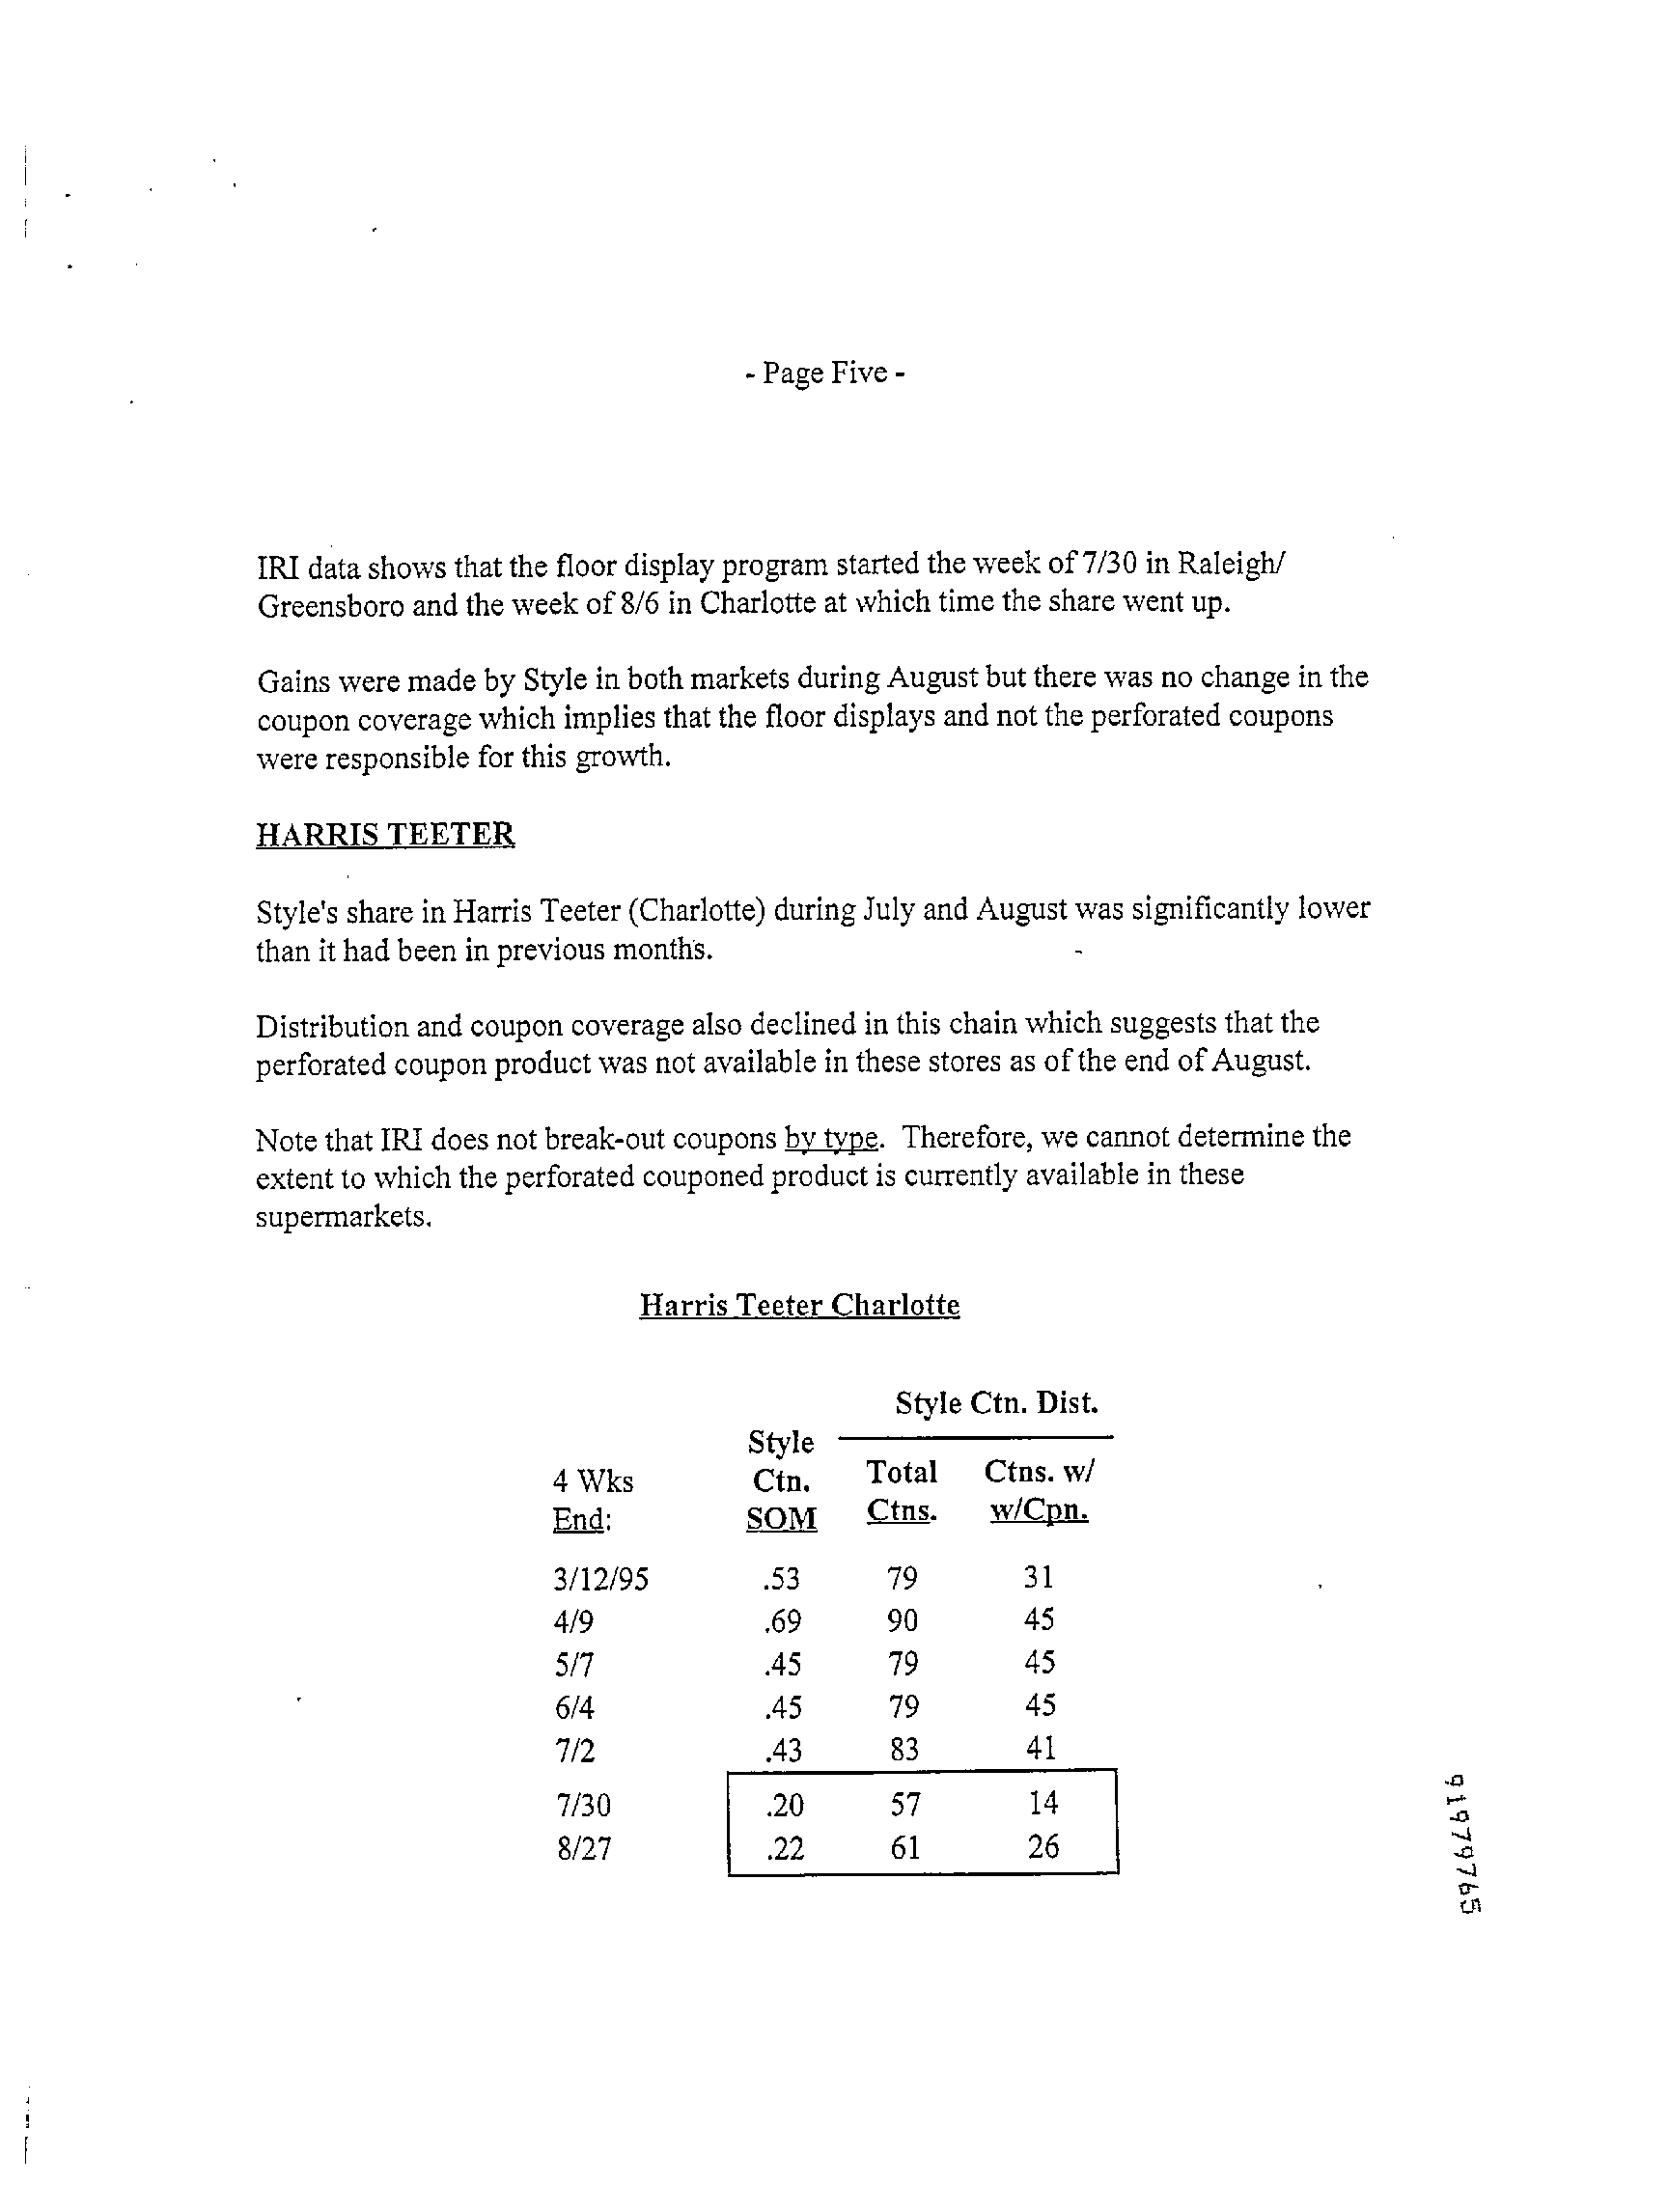 - Page Five -
IRI data shows that the floor display program started the week of 7/30 in Raleigh/
Greensboro and the week of 8/6 in Charlotte at which time the share went up.
Gains were made by Style in both markets during August but there was no change in the
coupon coverage which implies that the floor displays and not the perforated coupons
were responsible for this growth.
HARRIS TEETER
Style's share in Harris Teeter (Charlotte) during July and August was significantly lower
than it had been in previous months.
Distribution and coupon coverage also declined in this chain which suggests that the
perforated coupon product was not available in these stores as of the end of August.
Note that IRI does not break-out coupons by type. Therefore, we cannot determine the
extent to which the perforated couponed product is currently available in these
supermarkets.
Harris Teeter Charlotte
Style Ctn. Dist.
Style
4 Wks Ctn. Total Ctns. w/
End: SOM Ctns. w/Cpn.
3/12/95 .53 79 31
4/9 .69 90 45
5/7 .45 79 45
6/4 .45 79 45
7/2 .43 83 41
7/30 .20 57 14
8/27 .22 61 26
91979765